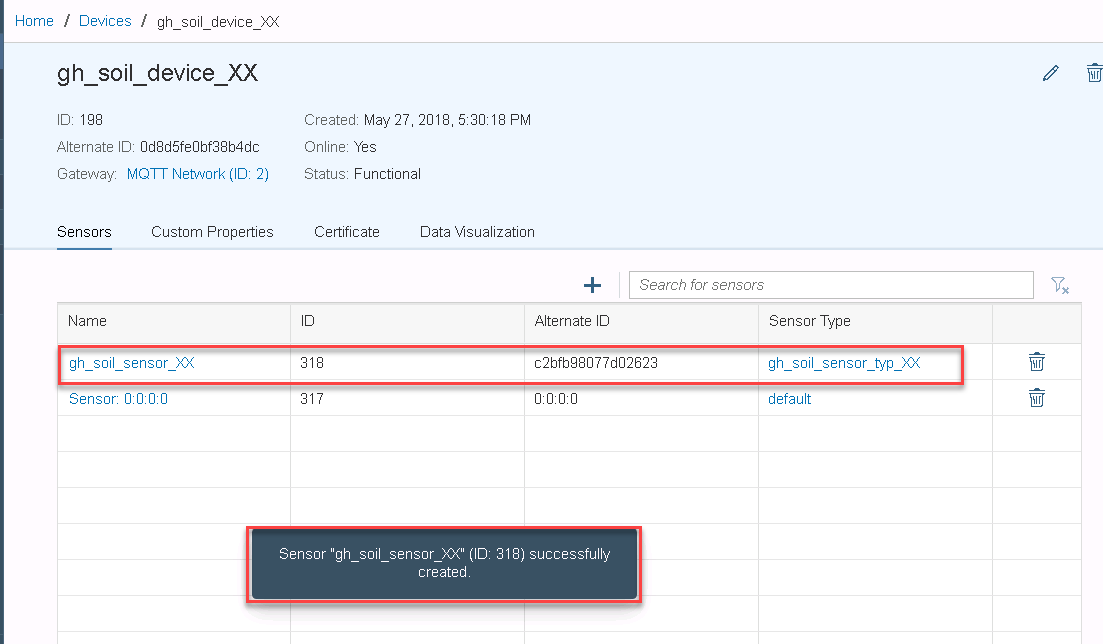 Home / Devices / gh_soil_device_XX
gh_soil_device_XX
ID: 198 Created: May 27, 2018, 5:30:18 PM
Alternate ID: 0d8d5fe0bf38b4dc Online: Yes
Gateway: MQTT Network (ID: 2) Status: Functional
Sensors Custom Properties Certificate Data Visualization
Search for sensors
Name ID Alternate ID Sensor Type
gh_soil_sensor_XX 318 c2bfb98077d02623 gh_soil_sensor_typ_XX
Sensor: 0:0:0:0 317 0:0:0:0 default
Sensor "gh_soil_sensor_XX" (ID: 318) successfully
created.